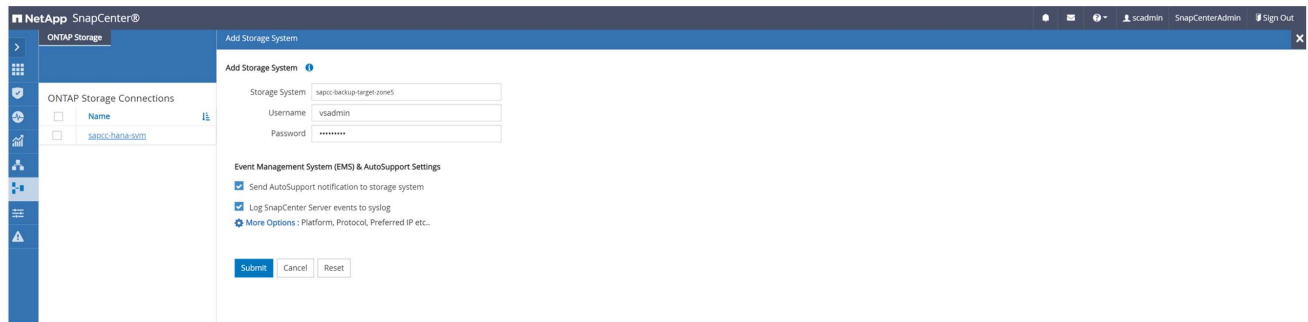 NetApp SnapCenter®
scadmin SnapCenterAdmin Sign Out
ONTAP Storage
Add Storage System
Add Storage System
ONTAP Storage Connections
Name
sapcc-hana-svm
Storage System sapcc-backup-target-zone5
Username vsadmin
Password •••••••••
Event Management System (EMS) & AutoSupport Settings
Send AutoSupport notification to storage system
Log SnapCenter Server events to syslog
More Options : Platform, Protocol, Preferred IP etc..
Submit Cancel Reset